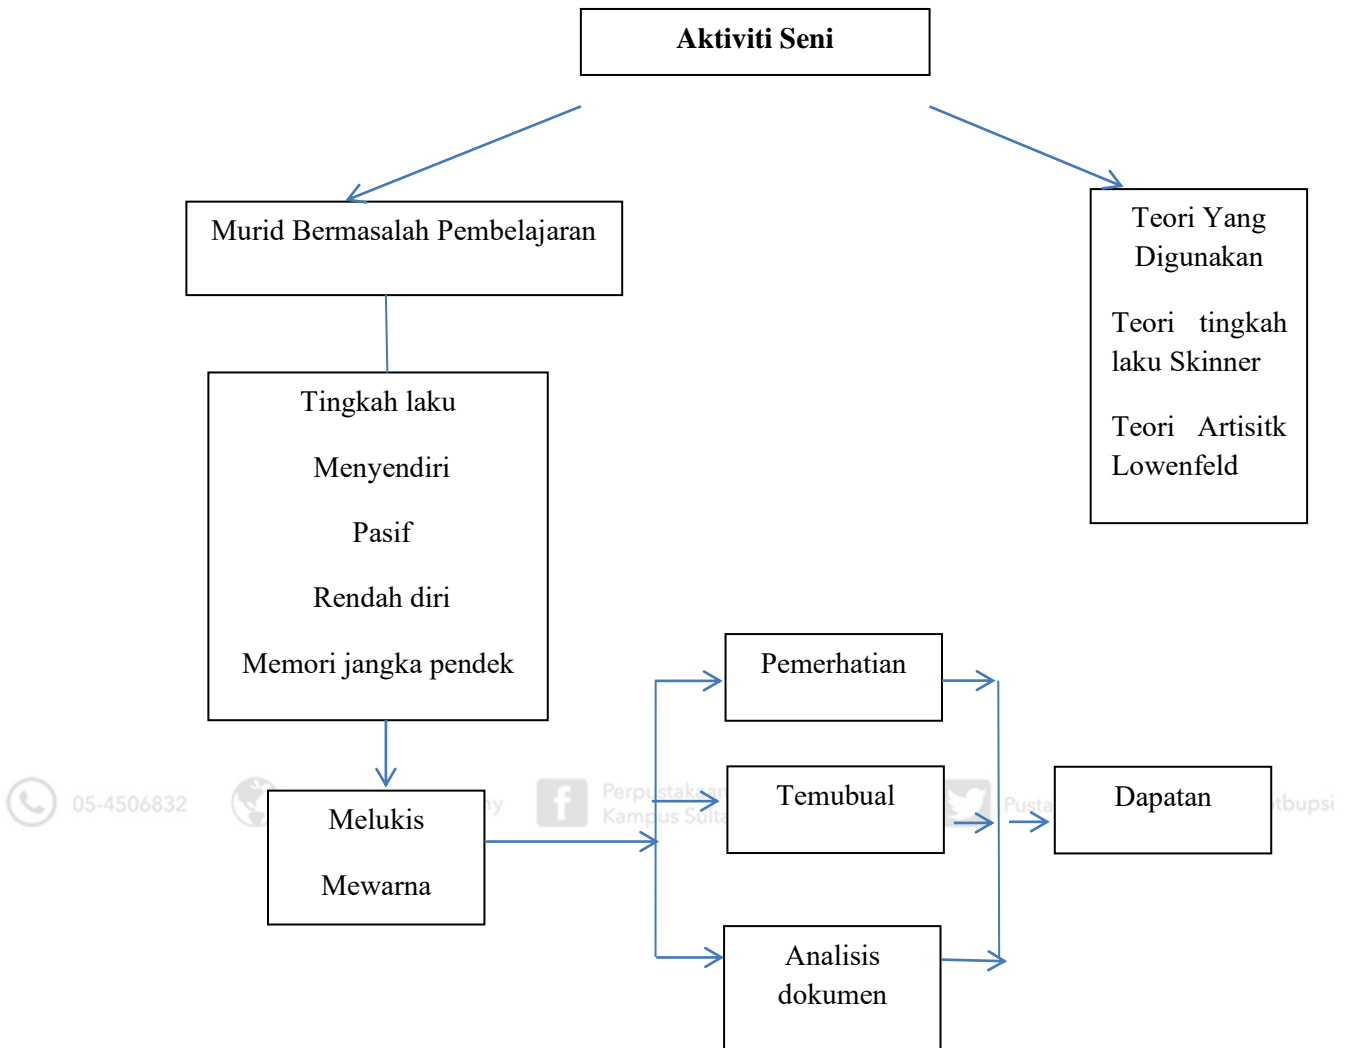 Aktiviti Seni
Murid Bermasalah Pembelajaran
Teori Yang
Digunakan
Teori tingkah
laku Skinner
Teori Artisitk
Lowenfeld
Tingkah laku
Menyendiri
Pasif
Rendah diri
Memori jangka pendek
Melukis
Mewarna
Pemerhatian
Temubual
Analisis
dokumen
Dapatan
05-4506832
Kampus